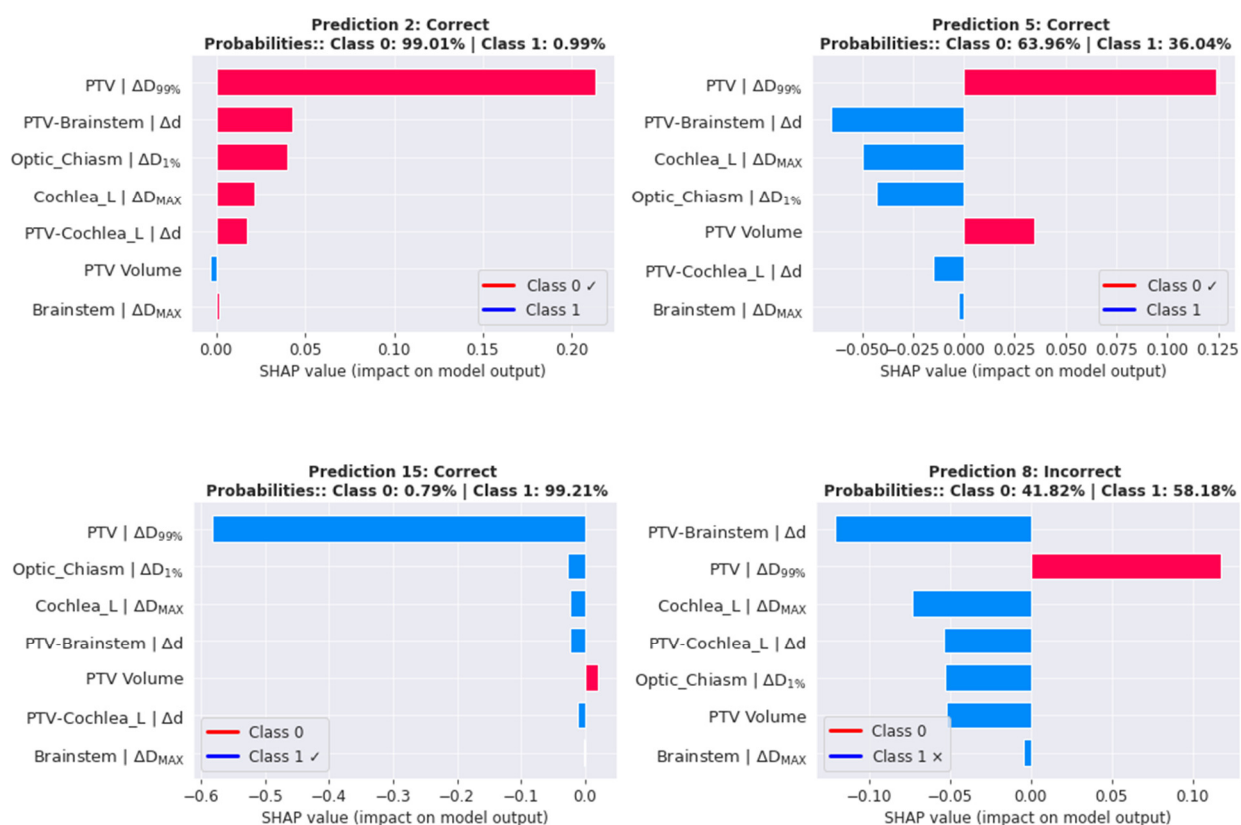 Prediction 2: Correct
Probabilities:: Class 0: 99.01% | Class 1: 0.99%
PTV | ΔD99%
PTV-Brainstem | Δd
Optic_Chiasm | ΔD1%
Cochlea_L | ΔDMAX
PTV-Cochlea_L | Δd
PTV Volume
Brainstem | ΔDMAX
Class 0 ✓
Class 1
0.00 0.05 0.10 0.15 0.20
SHAP value (impact on model output)
Prediction 5: Correct
Probabilities:: Class 0: 63.96% | Class 1: 36.04%
PTV | ΔD99%
PTV-Brainstem | Δd
Cochlea_L | ΔDMAX
Optic_Chiasm | ΔD1%
PTV Volume
PTV-Cochlea_L | Δd
Brainstem | ΔDMAX
Class 0 ✓
Class 1
−0.050 −0.025 0.000 0.025 0.050 0.075 0.100 0.125
SHAP value (impact on model output)
Prediction 15: Correct
Probabilities:: Class 0: 0.79% | Class 1: 99.21%
PTV | ΔD99%
Optic_Chiasm | ΔD1%
Cochlea_L | ΔDMAX
PTV-Brainstem | Δd
PTV Volume
PTV-Cochlea_L | Δd
Brainstem | ΔDMAX
Class 0
Class 1 ✓
−0.6 −0.5 −0.4 −0.3 −0.2 −0.1 0.0
SHAP value (impact on model output)
Prediction 8: Incorrect
Probabilities:: Class 0: 41.82% | Class 1: 58.18%
PTV-Brainstem | Δd
PTV | ΔD99%
Cochlea_L | ΔDMAX
PTV-Cochlea_L | Δd
Optic_Chiasm | ΔD1%
PTV Volume
Brainstem | ΔDMAX
Class 0
Class 1 ×
−0.10 −0.05 0.00 0.05 0.10
SHAP value (impact on model output)